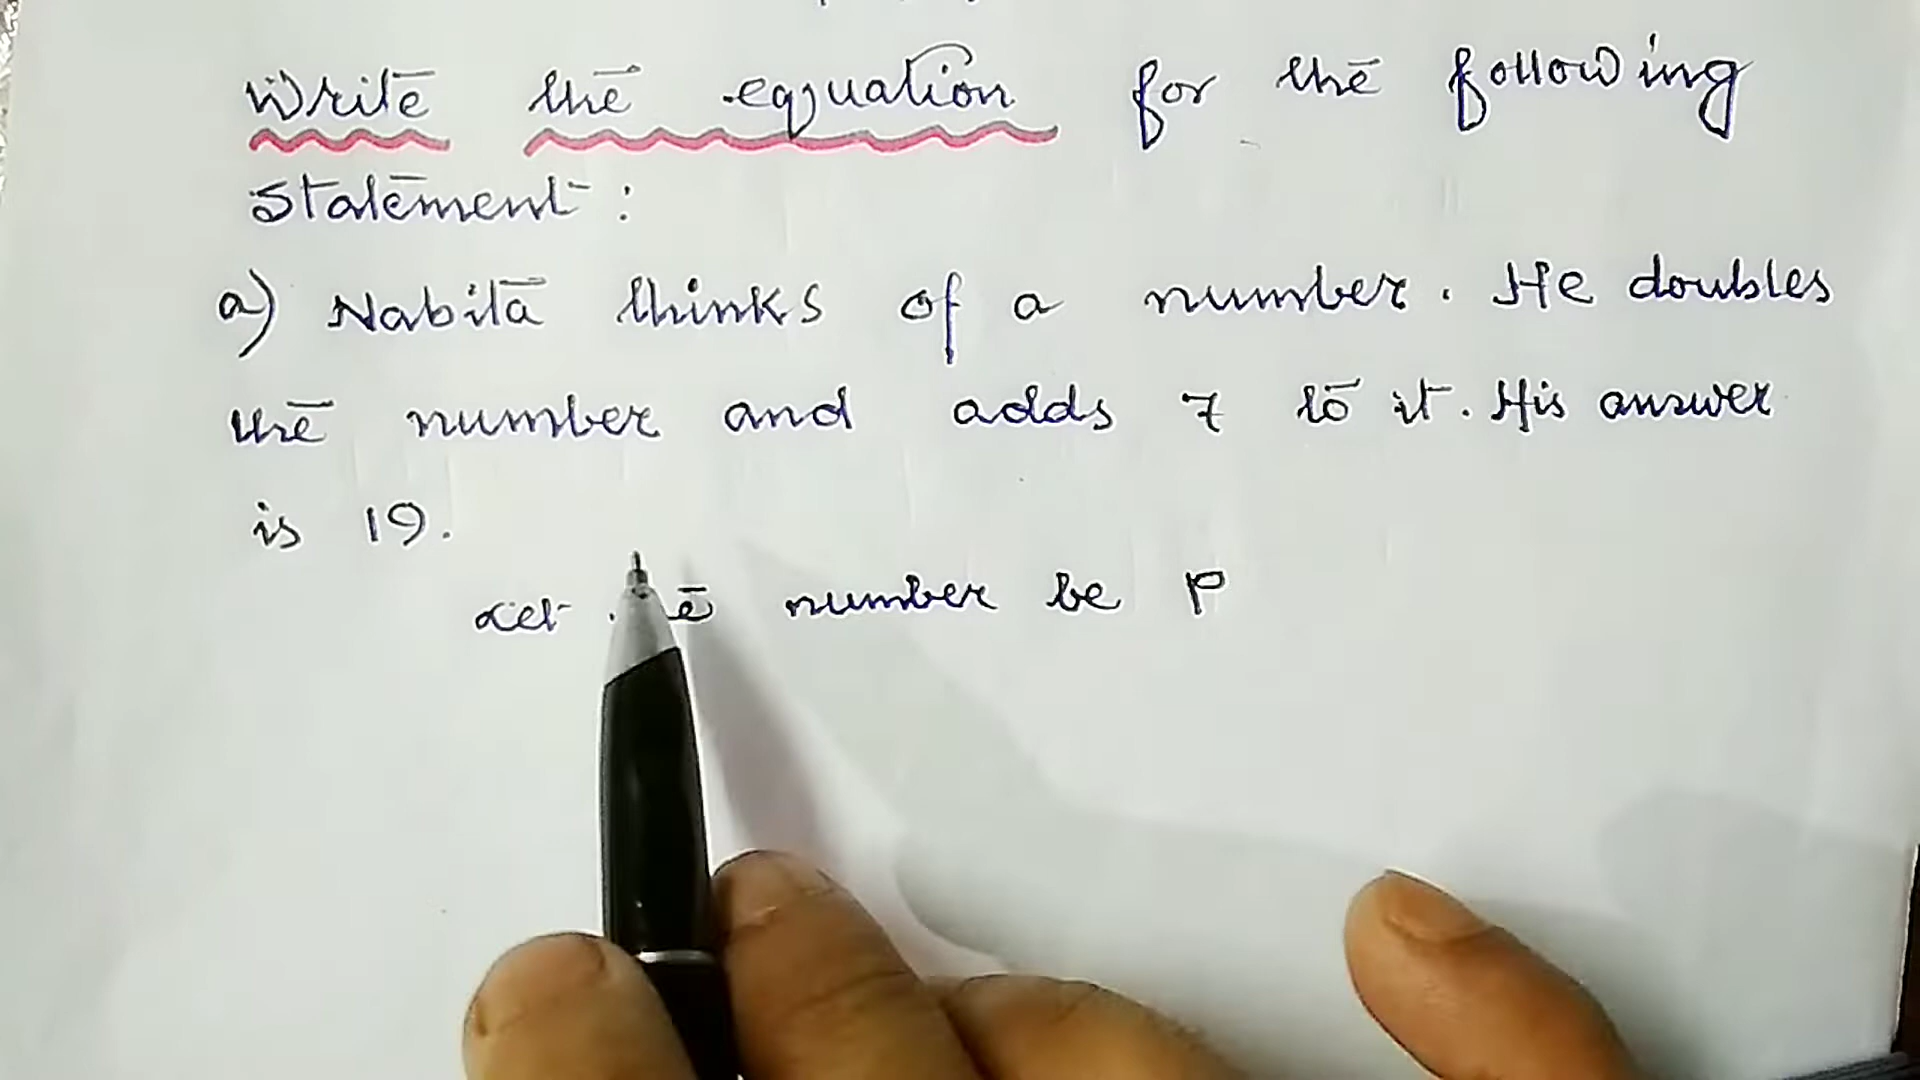 Write the equation for the following
statement:
a) Nabita thinks of a number. He doubles
the number and adds 7 to it. His answer
is 19.
Let number be P